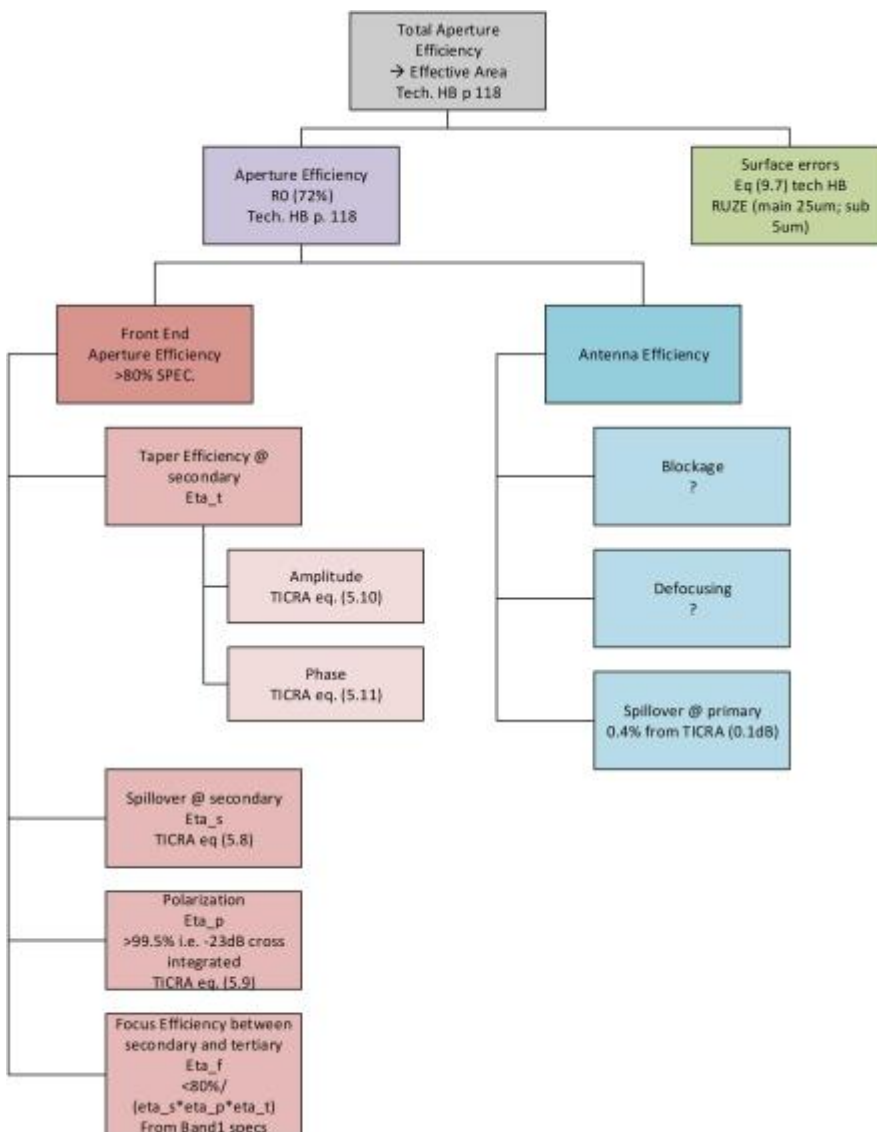 Total Aperture
Efficiency
→ Effective Area
Tech. HB p 118
Aperture Efficiency
R0 (72%)
Tech. HB p. 118
Surface errors
Eq (9.7) tech HB
RUZE (main 25um; sub
5um)
Front End
Aperture Efficiency
>80% SPEC.
Antenna Efficiency
Taper Efficiency @
secondary
Eta_t
Blockage
?
Amplitude
TICRA eq. (5.10)
Defocusing
?
Phase
TICRA eq. (5.11)
Spillover @ primary
0.4% from TICRA (0.1dB)
Spillover @ secondary
Eta_s
TICRA eq (5.8)
Polarization
Eta_p
>99.5% i.e. -23dB cross
integrated
TICRA eq. (5.9)
Focus Efficiency between
secondary and tertiary
Eta_f
<80%/
(eta_s*eta_p*eta_t)
From Band1 specs